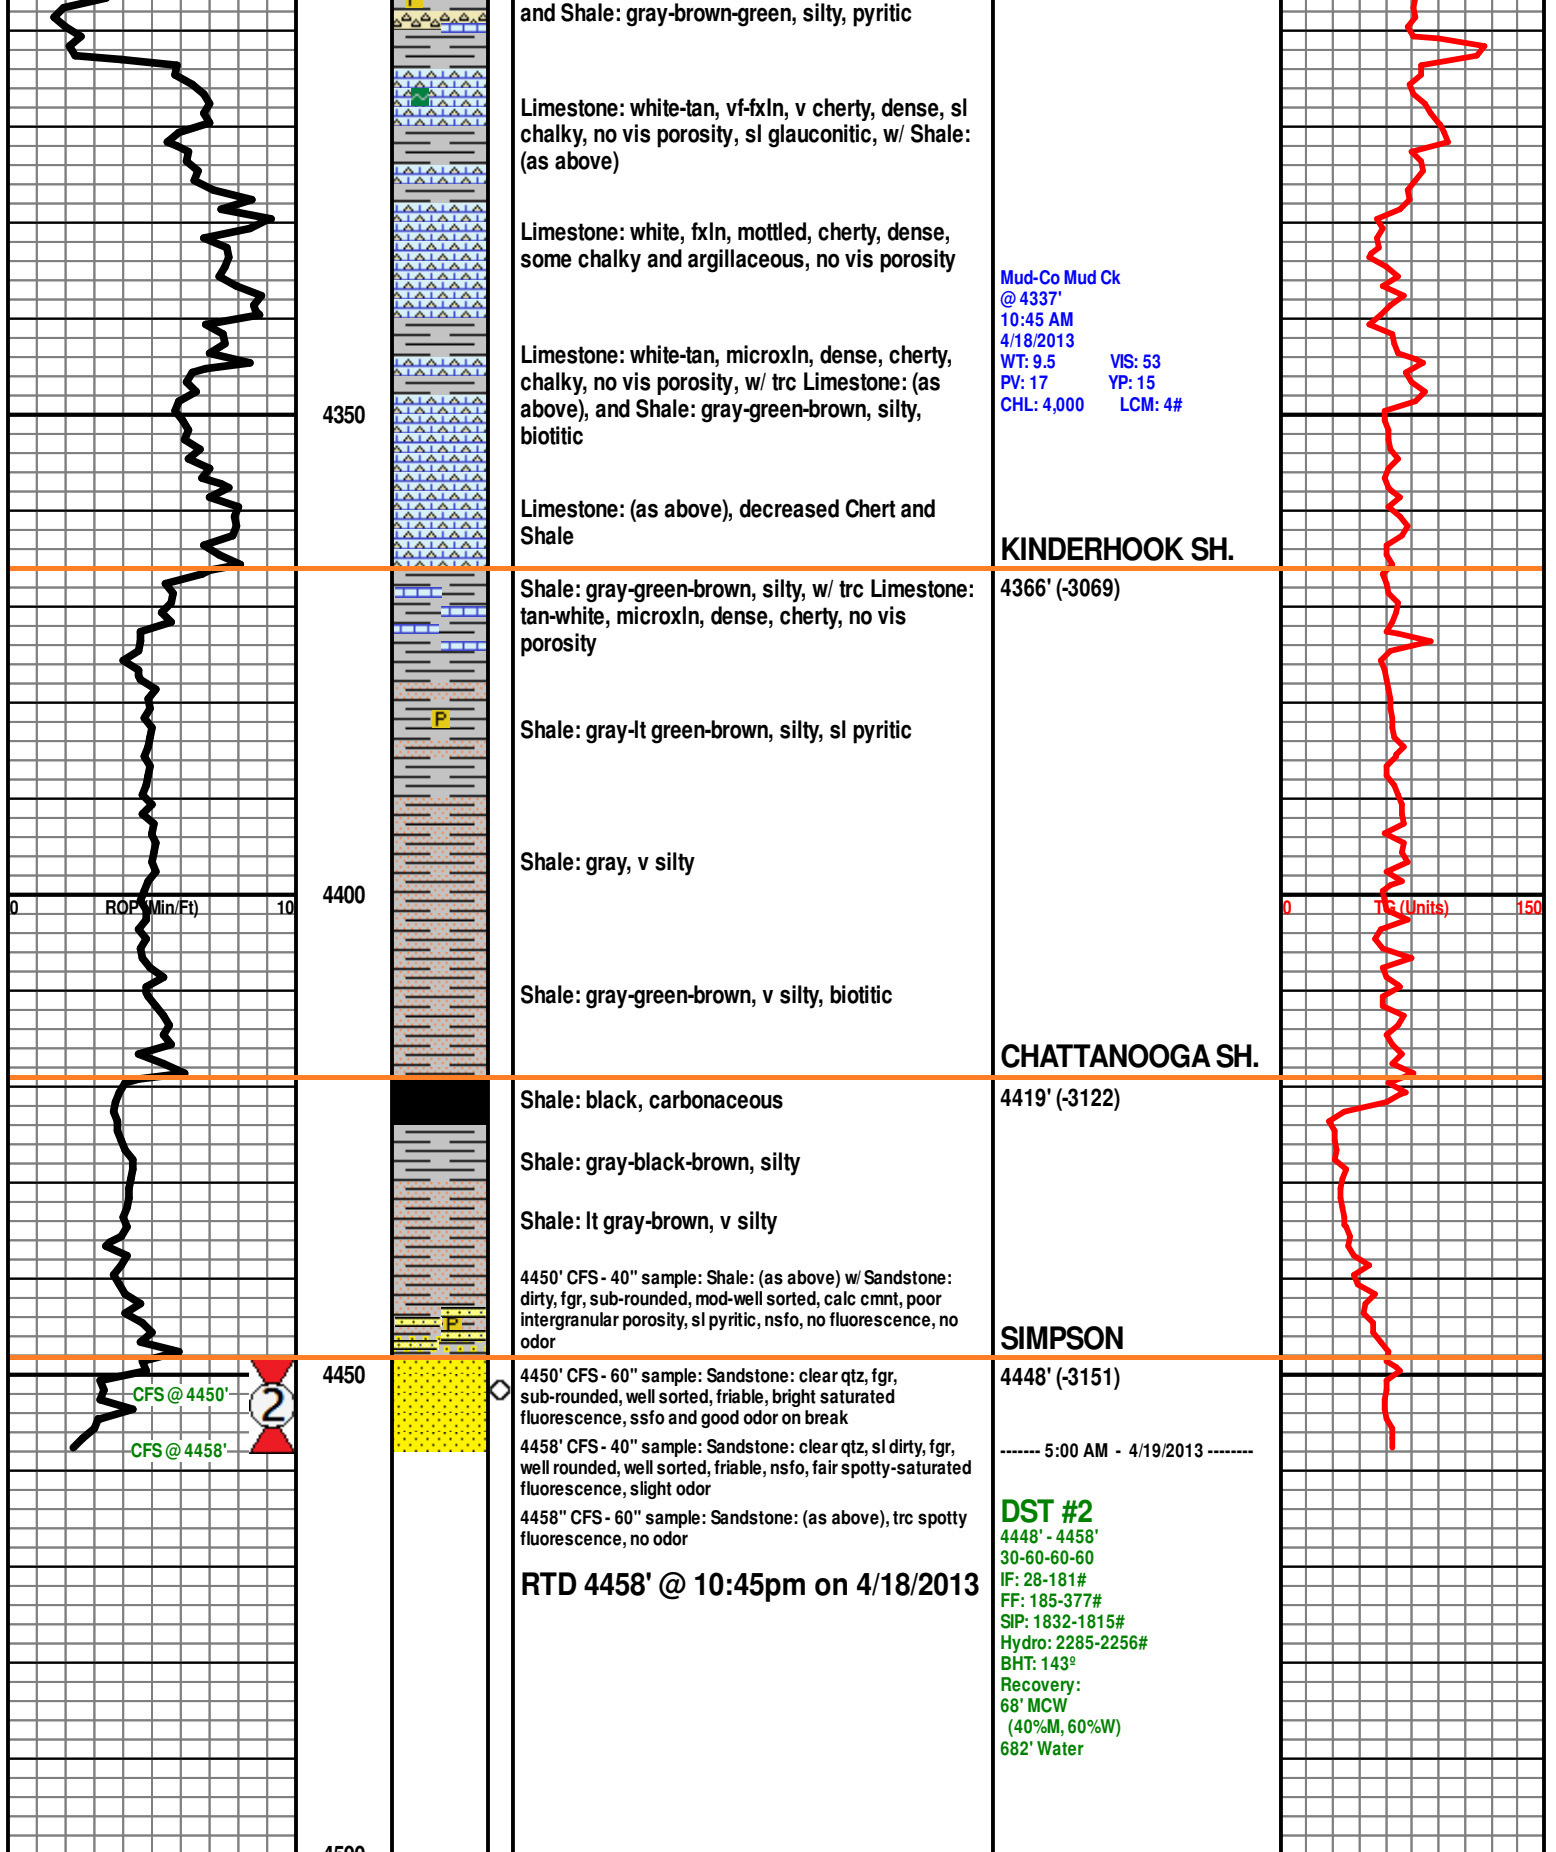 and Shale: gray-brown-green, silty, pyritic
Limestone: white-tan, vf-fxln, v cherty, dense, sl
chalky, no vis porosity, sl glauconitic, w/ Shale:
(as above)
Limestone: white, fxln, mottled, cherty, dense,
some chalky and argillaceous, no vis porosity
Mud-Co Mud Ck
@ 4337'
10:45 AM
4/18/2013
WT: 9.5 VIS: 53
PV: 17 YP: 15
CHL: 4,000 LCM: 4#
Limestone: white-tan, microxln, dense, cherty,
chalky, no vis porosity, w/ trc Limestone: (as
above), and Shale: gray-green-brown, silty,
biotitic
4350
Limestone: (as above), decreased Chert and
Shale
KINDERHOOK SH.
4366' (-3069)
Shale: gray-green-brown, silty, w/ trc Limestone:
tan-white, microxln, dense, cherty, no vis
porosity
P
Shale: gray-lt green-brown, silty, sl pyritic
Shale: gray, v silty
0 ROP (Min/Ft) 10
4400
0 TG (Units) 150
Shale: gray-green-brown, v silty, biotitic
CHATTANOOGA SH.
4419' (-3122)
Shale: black, carbonaceous
Shale: gray-black-brown, silty
Shale: lt gray-brown, v silty
4450' CFS - 40" sample: Shale: (as above) w/ Sandstone:
dirty, fgr, sub-rounded, mod-well sorted, calc cmnt, poor
intergranular porosity, sl pyritic, nsfo, no fluorescence, no
odor
P
SIMPSON
4448' (-3151)
4450
CFS @ 4450'
2
CFS @ 4458'
4450' CFS - 60" sample: Sandstone: clear qtz, fgr,
sub-rounded, well sorted, friable, bright saturated
fluorescence, ssfo and good odor on break
4458' CFS - 40" sample: Sandstone: clear qtz, sl dirty, fgr,
well rounded, well sorted, friable, nsfo, fair spotty-saturated
fluorescence, slight odor
4458" CFS - 60" sample: Sandstone: (as above), trc spotty
fluorescence, no odor
RTD 4458' @ 10:45pm on 4/18/2013
------- 5:00 AM - 4/19/2013 --------
DST #2
4448' - 4458'
30-60-60-60
IF: 28-181#
FF: 185-377#
SIP: 1832-1815#
Hydro: 2285-2256#
BHT: 143º
Recovery:
68' MCW
(40%M, 60%W)
682' Water